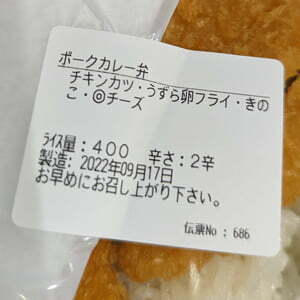 ポークカレー弁
チキンカツ・うずら卵フライ・きの
こ・◎チーズ
ﾗｲｽ量：４００　辛さ：２辛
製造：2022年09月17日
お早めにお召し上がり下さい。
伝票No : 686